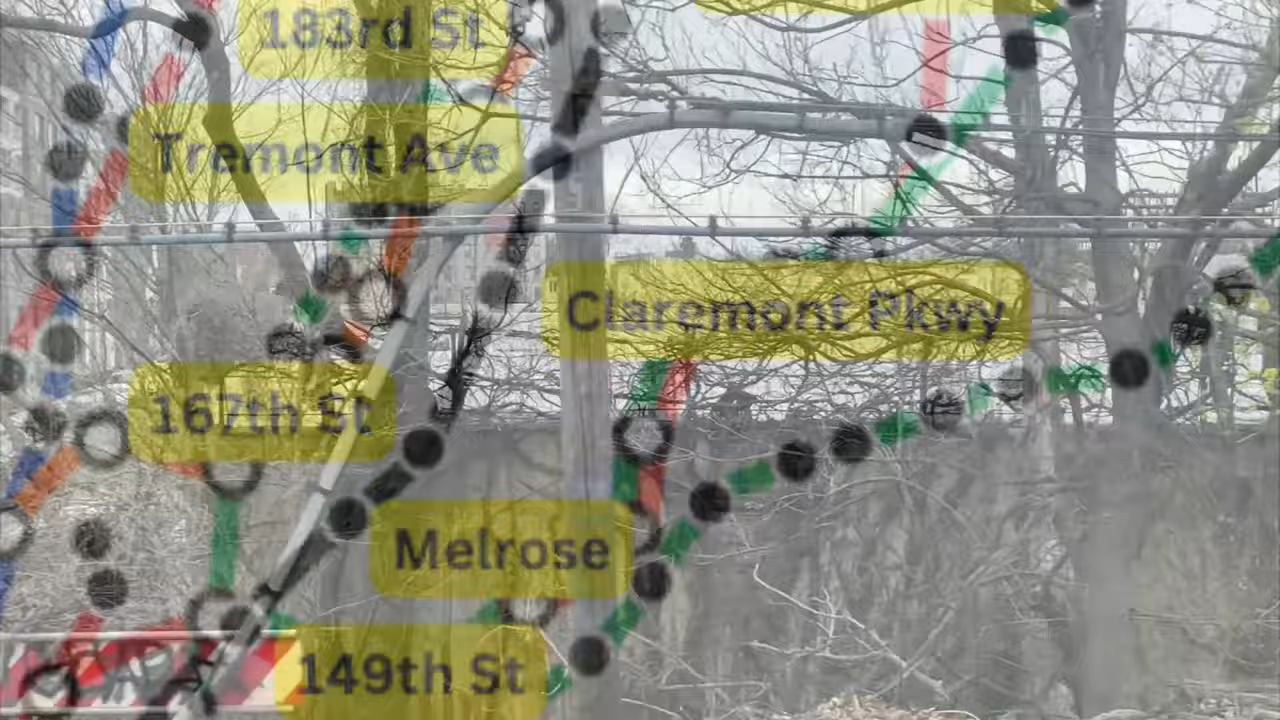 183rd St
Tremont Ave
Claremont Pkwy
167th St
Melrose
149th St